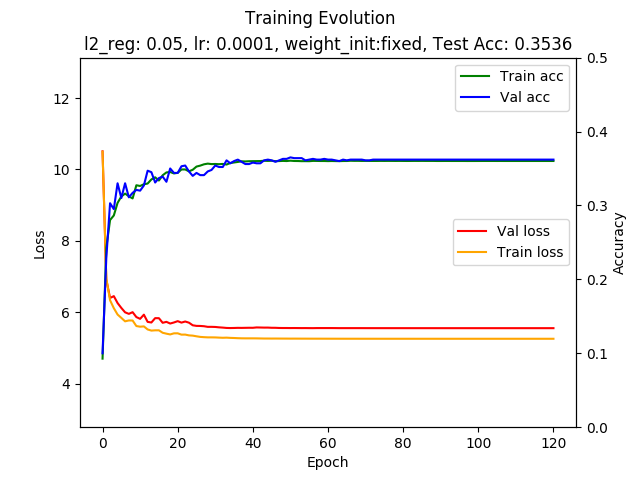 Training Evolution
l2_reg: 0.05, lr: 0.0001, weight_init:fixed, Test Acc: 0.3536
Train acc
Val acc
Val loss
Train loss
Loss
12
10
8
6
4
Accuracy
0.5
0.4
0.3
0.2
0.1
0.0
0 20 40 60 80 100 120
Epoch